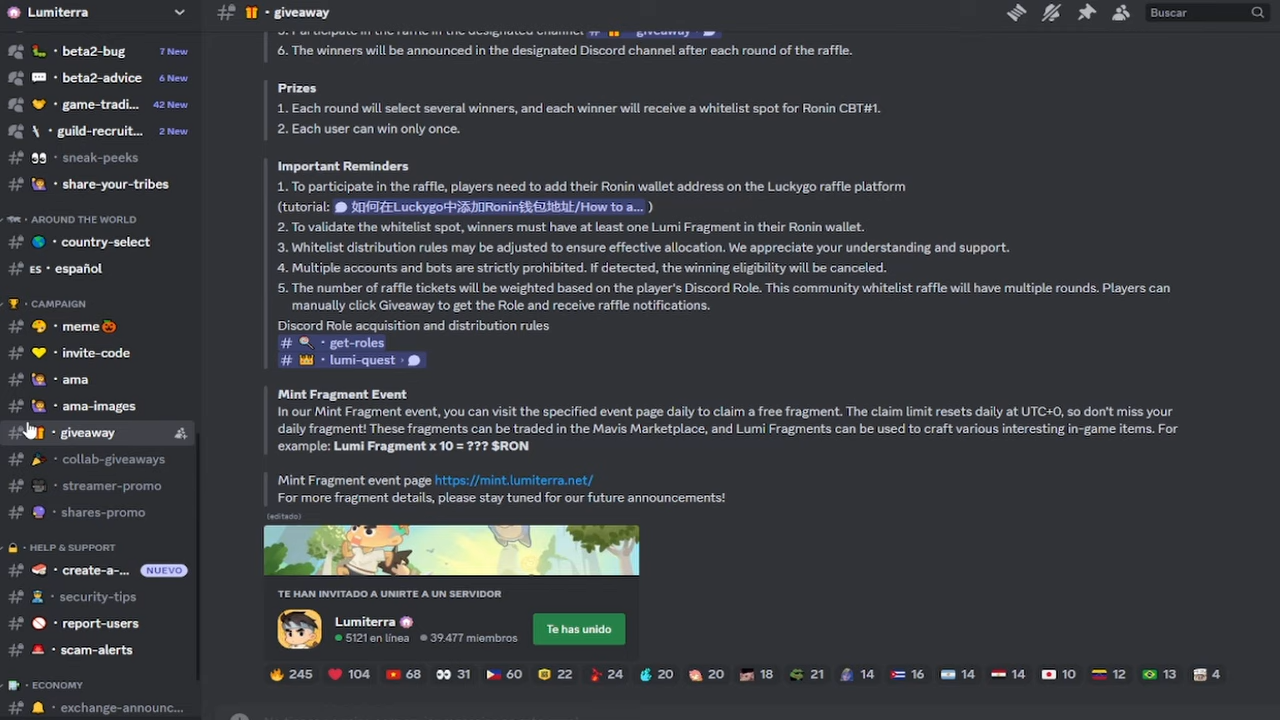 Lumiterra
giveaway
Buscar
beta2-bug 7 New
beta2-advice 6 New
game-tradi... 42 New
guild-recruit... 2 New
sneak-peeks
share-your-tribes
AROUND THE WORLD
country-select
ES español
CAMPAIGN
meme
invite-code
ama
ama-images
giveaway
collab-giveaways
streamer-promo
shares-promo
HELP & SUPPORT
create-a-... NUEVO
security-tips
report-users
scam-alerts
ECONOMY
exchange-announc...
5. Participate in the raffle in the designated channel # giveaway
6. The winners will be announced in the designated Discord channel after each round of the raffle.
Prizes
1. Each round will select several winners, and each winner will receive a whitelist spot for Ronin CBT#1.
2. Each user can win only once.
Important Reminders
1. To participate in the raffle, players need to add their Ronin wallet address on the Luckygo raffle platform
(tutorial: 如何在Luckygo中添加Ronin钱包地址/How to a... )
2. To validate the whitelist spot, winners must have at least one Lumi Fragment in their Ronin wallet.
3. Whitelist distribution rules may be adjusted to ensure effective allocation. We appreciate your understanding and support.
4. Multiple accounts and bots are strictly prohibited. If detected, the winning eligibility will be canceled.
5. The number of raffle tickets will be weighted based on the player's Discord Role. This community whitelist raffle will have multiple rounds. Players can
manually click Giveaway to get the Role and receive raffle notifications.
Discord Role acquisition and distribution rules
# get-roles
# lumi-quest ›
Mint Fragment Event
In our Mint Fragment event, you can visit the specified event page daily to claim a free fragment. The claim limit resets daily at UTC+0, so don't miss your
daily fragment! These fragments can be traded in the Mavis Marketplace, and Lumi Fragments can be used to craft various interesting in-game items. For
example: Lumi Fragment x 10 = ??? $RON
Mint Fragment event page https://mint.lumiterra.net/
For more fragment details, please stay tuned for our future announcements!
(editado)
TE HAN INVITADO A UNIRTE A UN SERVIDOR
Lumiterra
5121 en línea 39.477 miembros
Te has unido
245 104 68 31 60 22 24 20 20 18 21 14 16 14 14 10 12 13 4